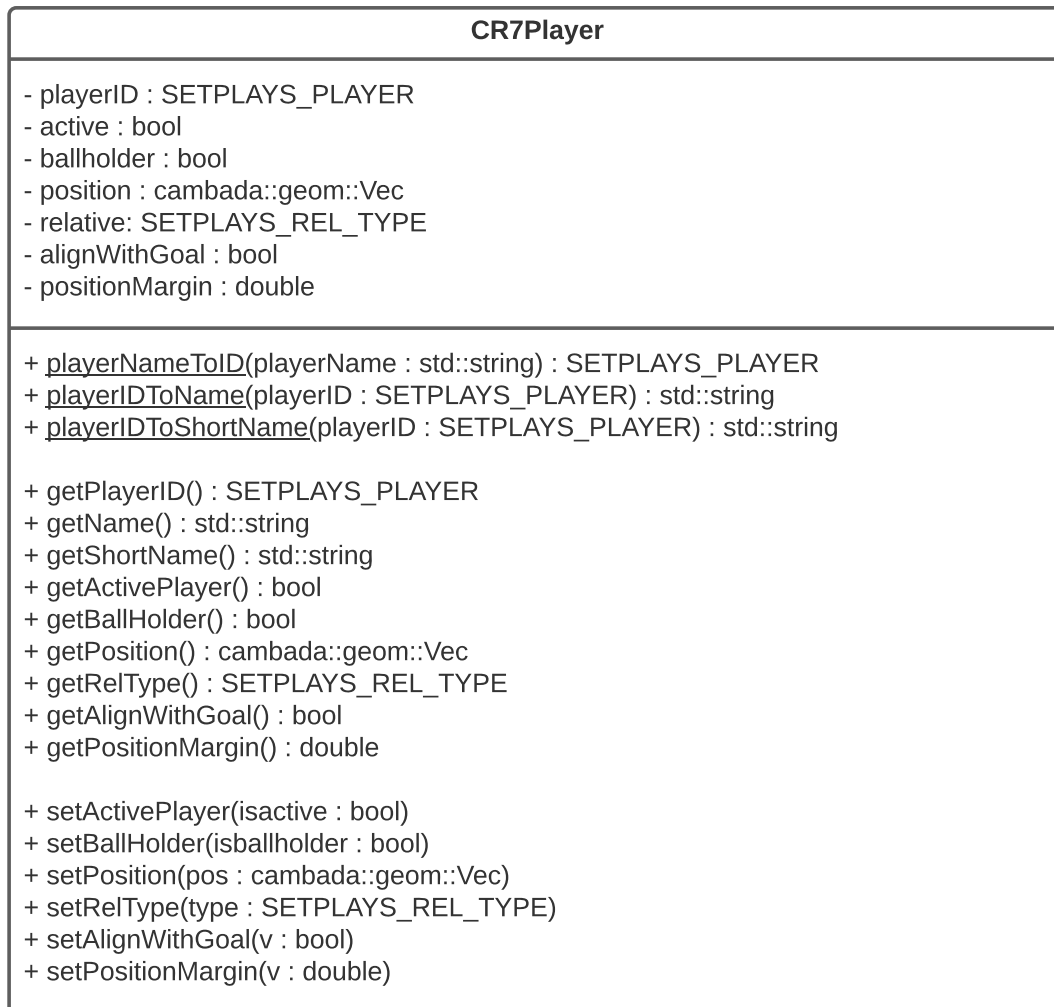 CR7Player
- playerID : SETPLAYS_PLAYER
- active : bool
- ballholder : bool
- position : cambada::geom::Vec
- relative: SETPLAYS_REL_TYPE
- alignWithGoal : bool
- positionMargin : double
+ playerNameToID(playerName : std::string) : SETPLAYS_PLAYER
+ playerIDToName(playerID : SETPLAYS_PLAYER) : std::string
+ playerIDToShortName(playerID : SETPLAYS_PLAYER) : std::string
+ getPlayerID() : SETPLAYS_PLAYER
+ getName() : std::string
+ getShortName() : std::string
+ getActivePlayer() : bool
+ getBallHolder() : bool
+ getPosition() : cambada::geom::Vec
+ getRelType() : SETPLAYS_REL_TYPE
+ getAlignWithGoal() : bool
+ getPositionMargin() : double
+ setActivePlayer(isactive : bool)
+ setBallHolder(isballholder : bool)
+ setPosition(pos : cambada::geom::Vec)
+ setRelType(type : SETPLAYS_REL_TYPE)
+ setAlignWithGoal(v : bool)
+ setPositionMargin(v : double)